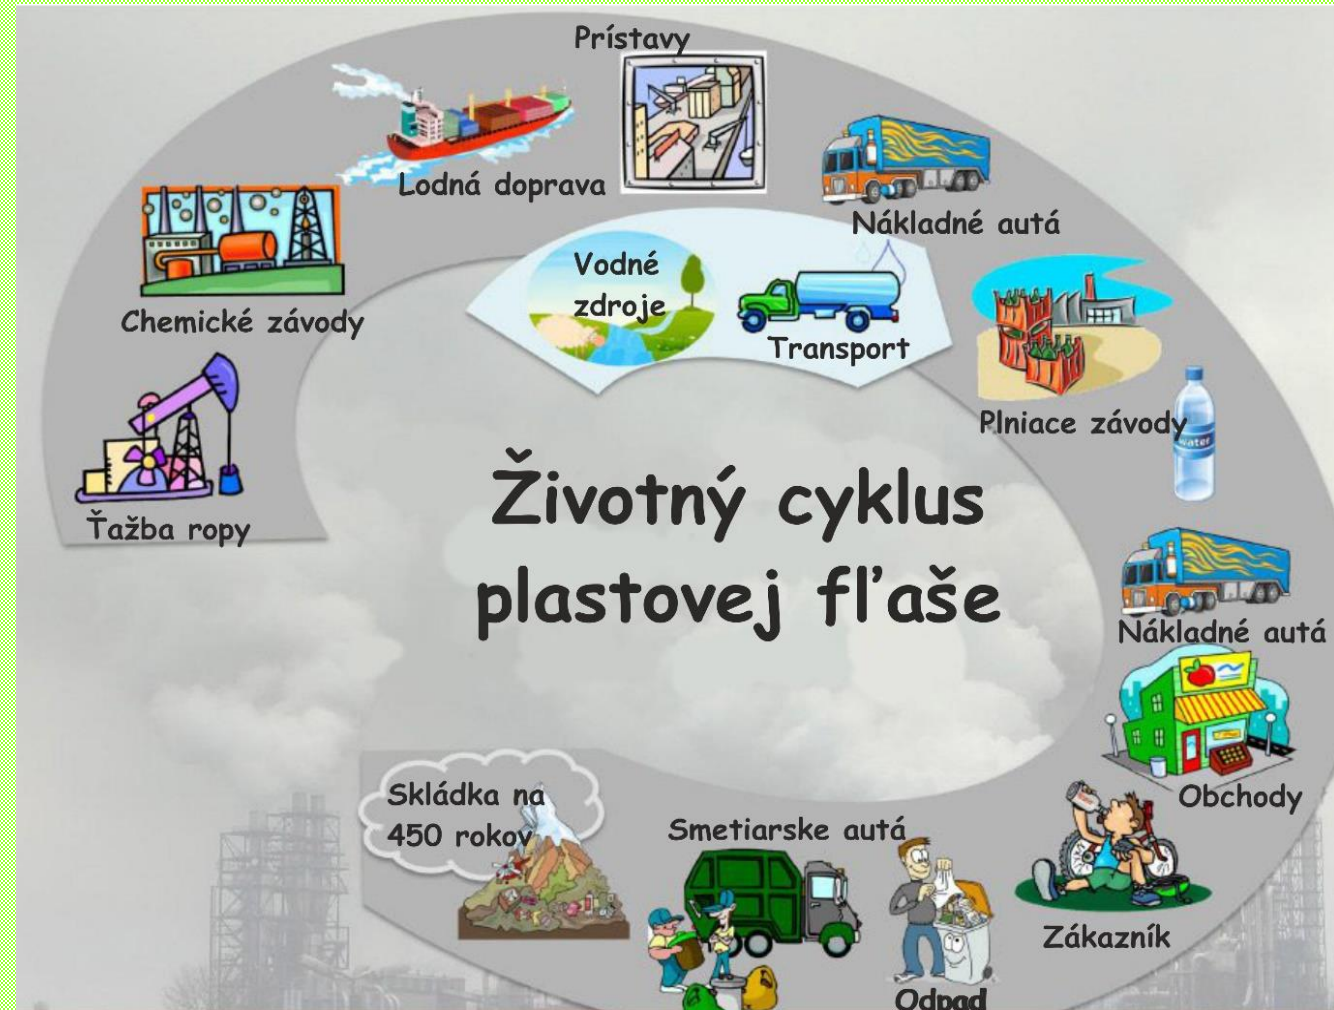 Prístavy
Lodná doprava
Nákladné autá
Chemické závody
Vodné
zdroje
Transport
Ťažba ropy
Plniace závody
water
Životný cyklus
plastovej fľaše
Nákladné autá
Obchody
Skládka na
450 rokov
Smetiarske autá
Zákazník
Odpad